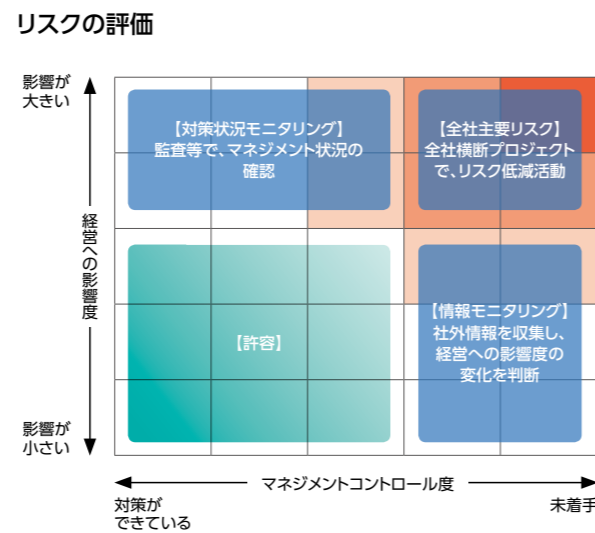 リスクの評価
影響が
大きい
【対策状況モニタリング】
監査等で、マネジメント状況の
確認
【全社主要リスク】
全社横断プロジェクト
で、リスク低減活動
経営への影響度
【許容】
【情報モニタリング】
社外情報を収集し、
経営への影響度の
変化を判断
影響が
小さい
マネジメントコントロール度
対策が
できている
未着手